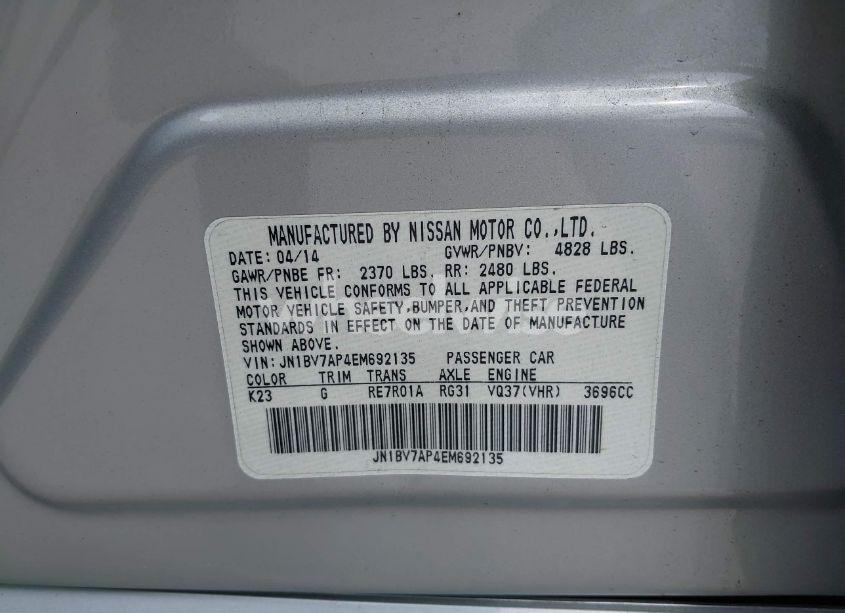 MANUFACTURED BY NISSAN MOTOR CO.,LTD.
DATE: 04/14 GVWR/PNBV: 4828 LBS.
GAWR/PNBE FR: 2370 LBS. RR: 2480 LBS.
THIS VEHICLE CONFORMS TO ALL APPLICABLE FEDERAL
MOTOR VEHICLE SAFETY,BUMPER,AND THEFT PREVENTION
STANDARDS IN EFFECT ON THE DATE OF MANUFACTURE
SHOWN ABOVE.
VIN:JN1BV7AP4EM692135 PASSENGER CAR
COLOR TRIM TRANS AXLE ENGINE
K23 G RE7R01A RG31 VQ37(VHR) 3696CC
JN1BV7AP4EM692135